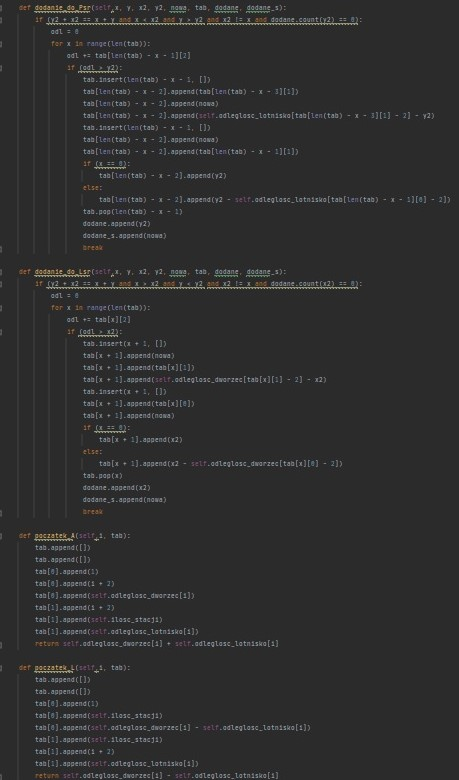 def dodanie_do_Psr(self,x, y, x2, y2, nowa, tab, dodane, dodane_s):
if (y2 + x2 == x + y and x < x2 and y > y2 and x2 != x and dodane.count(y2) == 0):
odl = 0
for x in range(len(tab)):
odl += tab[len(tab) - x - 1][2]
if (odl > y2):
tab.insert(len(tab) - x - 1, [])
tab[len(tab) - x - 2].append(tab[len(tab) - x - 3][1])
tab[len(tab) - x - 2].append(nowa)
tab[len(tab) - x - 2].append(self.odleglosc_lotnisko[tab[len(tab) - x - 3][1] - 2] - y2)
tab.insert(len(tab) - x - 1, [])
tab[len(tab) - x - 2].append(nowa)
tab[len(tab) - x - 2].append(tab[len(tab) - x - 1][1])
if (x == 0):
tab[len(tab) - x - 2].append(y2)
else:
tab[len(tab) - x - 2].append(y2 - self.odleglosc_lotnisko[tab[len(tab) - x - 1][0] - 2])
tab.pop(len(tab) - x - 1)
dodane.append(y2)
dodane_s.append(nowa)
break
def dodanie_do_Lsr(self,x, y, x2, y2, nowa, tab, dodane, dodane_s):
if (y2 + x2 == x + y and x > x2 and y < y2 and x2 != x and dodane.count(x2) == 0):
odl = 0
for x in range(len(tab)):
odl += tab[x][2]
if (odl > x2):
tab.insert(x + 1, [])
tab[x + 1].append(nowa)
tab[x + 1].append(tab[x][1])
tab[x + 1].append(self.odleglosc_dworzec[tab[x][1] - 2] - x2)
tab.insert(x + 1, [])
tab[x + 1].append(tab[x][0])
tab[x + 1].append(nowa)
if (x == 0):
tab[x + 1].append(x2)
else:
tab[x + 1].append(x2 - self.odleglosc_dworzec[tab[x][0] - 2])
tab.pop(x)
dodane.append(x2)
dodane_s.append(nowa)
break
def poczatek_A(self,i, tab):
tab.append([])
tab.append([])
tab[0].append(1)
tab[0].append(i + 2)
tab[0].append(self.odleglosc_dworzec[i])
tab[1].append(i + 2)
tab[1].append(self.ilosc_stacji)
tab[1].append(self.odleglosc_lotnisko[i])
return self.odleglosc_dworzec[i] + self.odleglosc_lotnisko[i]
def poczatek_L(self,i, tab):
tab.append([])
tab.append([])
tab[0].append(1)
tab[0].append(self.ilosc_stacji)
tab[0].append(self.odleglosc_dworzec[i] - self.odleglosc_lotnisko[i])
tab[1].append(self.ilosc_stacji)
tab[1].append(i + 2)
tab[1].append(self.odleglosc_lotnisko[i])
return self.odleglosc_dworzec[i] - self.odleglosc_lotnisko[i]